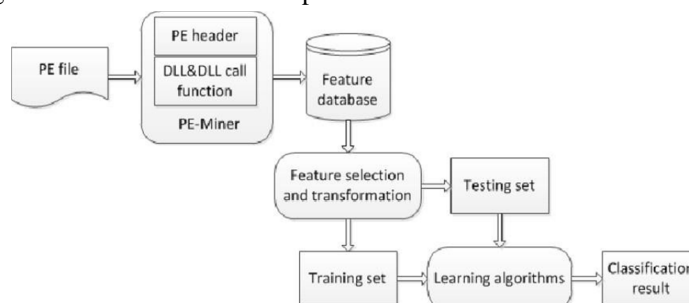 PE file
PE header
DLL&DLL call
function
PE-Miner
Feature
database
Feature selection
and transformation
Testing set
Training set
Learning algorithms
Classification
result